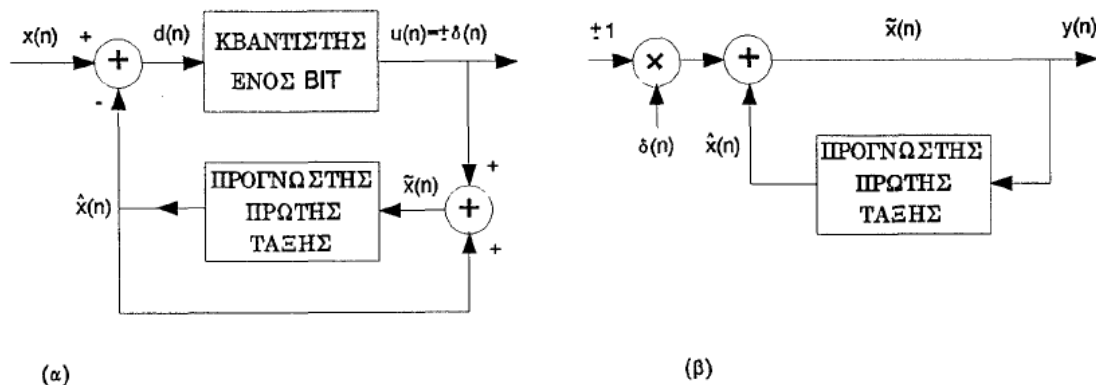 x(n)
+
d(n)
ΚΒΑΝΤΙΣΤΗΣ
ΕΝΟΣ BIT
u(n)=±δ(n)
+
-
ΠΡΟΓΝΩΣΤΗΣ
ΠΡΩΤΗΣ
ΤΑΞΗΣ
x̂(n)
x̃(n)
+
+
+
(α)
±1
×
δ(n)
+
x̂(n)
x̃(n)
y(n)
ΠΡΟΓΝΩΣΤΗΣ
ΠΡΩΤΗΣ
ΤΑΞΗΣ
(β)